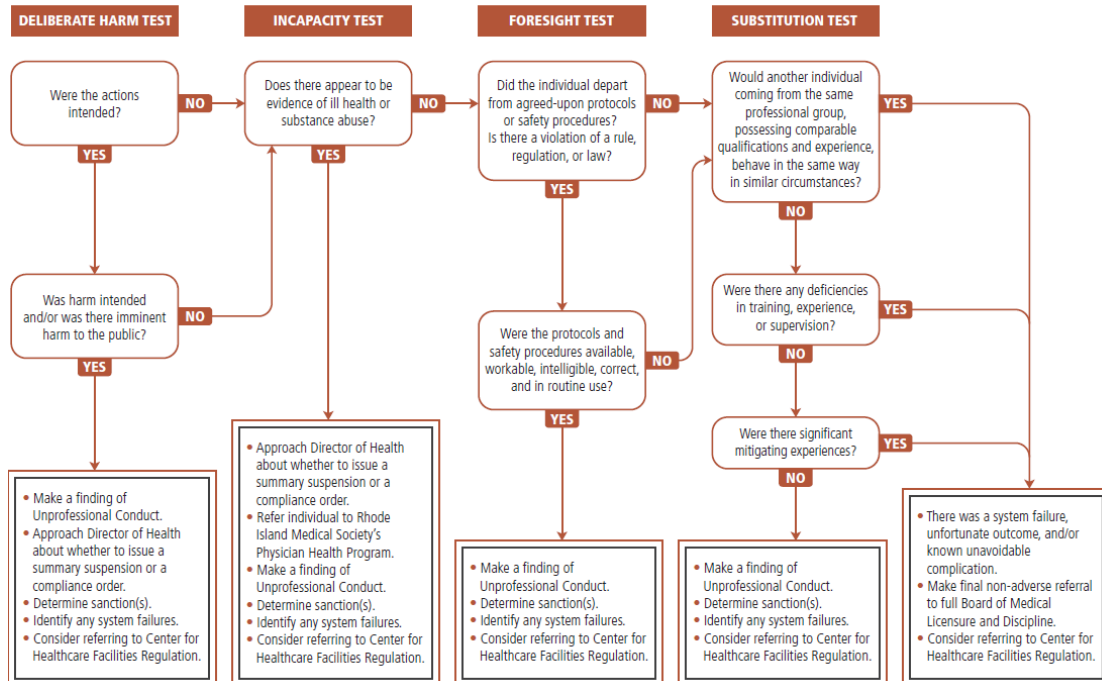 DELIBERATE HARM TEST
INCAPACITY TEST
FORESIGHT TEST
SUBSTITUTION TEST
Were the actions
intended?
NO
YES
Was harm intended
and/or was there imminent
harm to the public?
NO
YES
• Make a finding of
Unprofessional Conduct.
• Approach Director of Health
about whether to issue a
summary suspension or a
compliance order.
• Determine sanction(s).
• Identify any system failures.
• Consider referring to Center for
Healthcare Facilities Regulation.
Does there appear to be
evidence of ill health or
substance abuse?
NO
YES
• Approach Director of Health
about whether to issue a
summary suspension or a
compliance order.
• Refer individual to Rhode
Island Medical Society’s
Physician Health Program.
• Make a finding of
Unprofessional Conduct.
• Determine sanction(s).
• Identify any system failures.
• Consider referring to Center for
Healthcare Facilities Regulation.
Did the individual depart
from agreed-upon protocols
or safety procedures?
Is there a violation of a rule,
regulation, or law?
NO
YES
Were the protocols and
safety procedures available,
workable, intelligible, correct,
and in routine use?
NO
YES
• Make a finding of
Unprofessional Conduct.
• Determine sanction(s).
• Identify any system failures.
• Consider referring to Center for
Healthcare Facilities Regulation.
Would another individual
coming from the same
professional group,
possessing comparable
qualifications and experience,
behave in the same way
in similar circumstances?
YES
NO
Were there any deficiencies
in training, experience,
or supervision?
YES
NO
Were there significant
mitigating experiences?
YES
NO
• Make a finding of
Unprofessional Conduct.
• Determine sanction(s).
• Identify any system failures.
• Consider referring to Center for
Healthcare Facilities Regulation.
• There was a system failure,
unfortunate outcome, and/or
known unavoidable
complication.
• Make final non-adverse referral
to full Board of Medical
Licensure and Discipline.
• Consider referring to Center for
Healthcare Facilities Regulation.